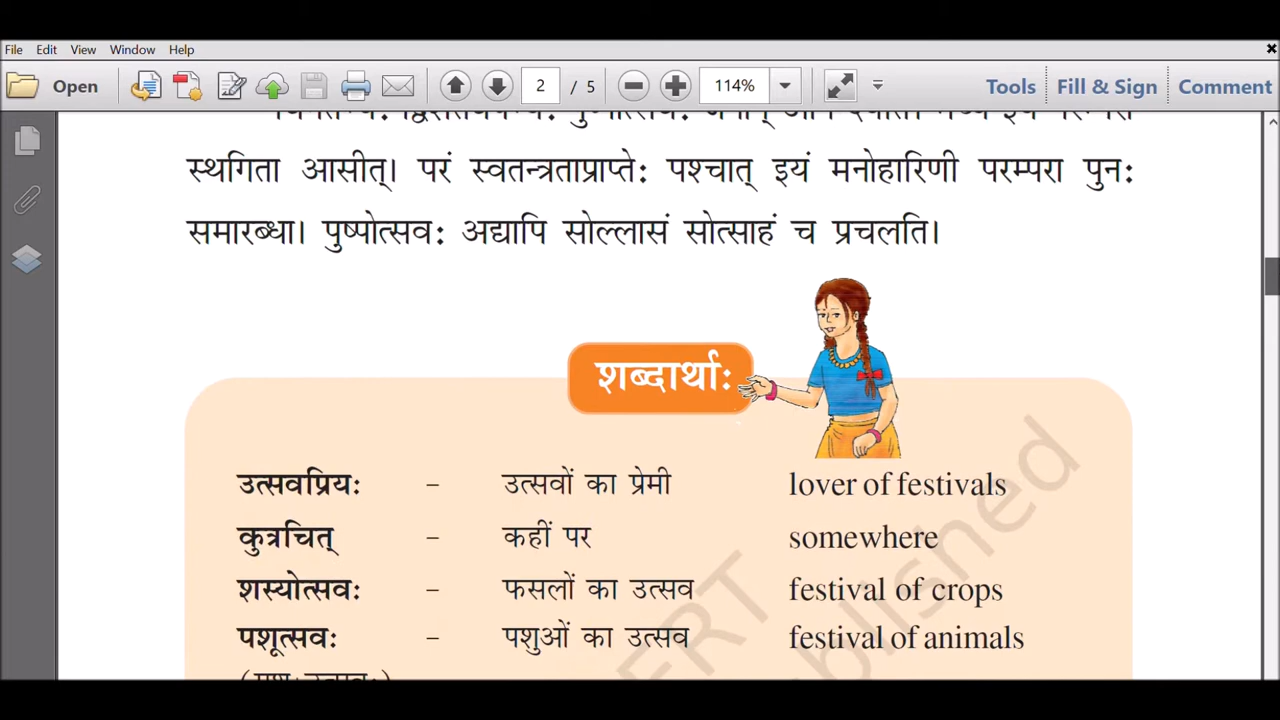 File Edit View Window Help
Open 2 / 5 114% Tools Fill & Sign Comment
स्थगिता आसीत्। परं स्वतन्त्रताप्राप्तेः पश्चात् इयं मनोहारिणी परम्परा पुनः
समारब्धा। पुष्पोत्सवः अद्यापि सोल्लासं सोत्साहं च प्रचलति।
शब्दार्थाः
उत्सवप्रियः – उत्सवों का प्रेमी lover of festivals
कुत्रचित् – कहीं पर somewhere
शस्योत्सवः – फसलों का उत्सव festival of crops
पशूत्सवः – पशुओं का उत्सव festival of animals
blished